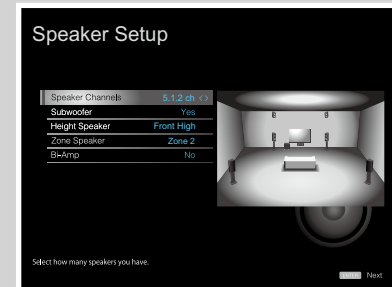 Speaker Setup
Speaker Channels 5.1.2 ch <>
Subwoofer Yes
Height Speaker Front High
Zone Speaker Zone 2
Bi-Amp No
Select how many speakers you have.
ENTER Next